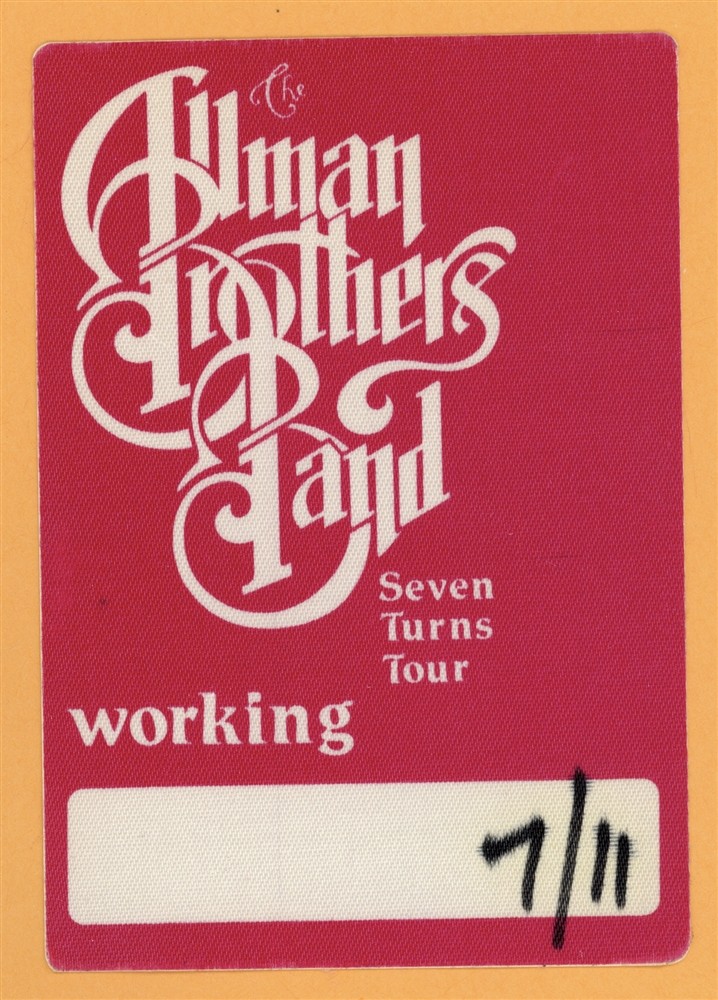 The
Allman
Brothers
Band
Seven
Turns
Tour
working
7/11